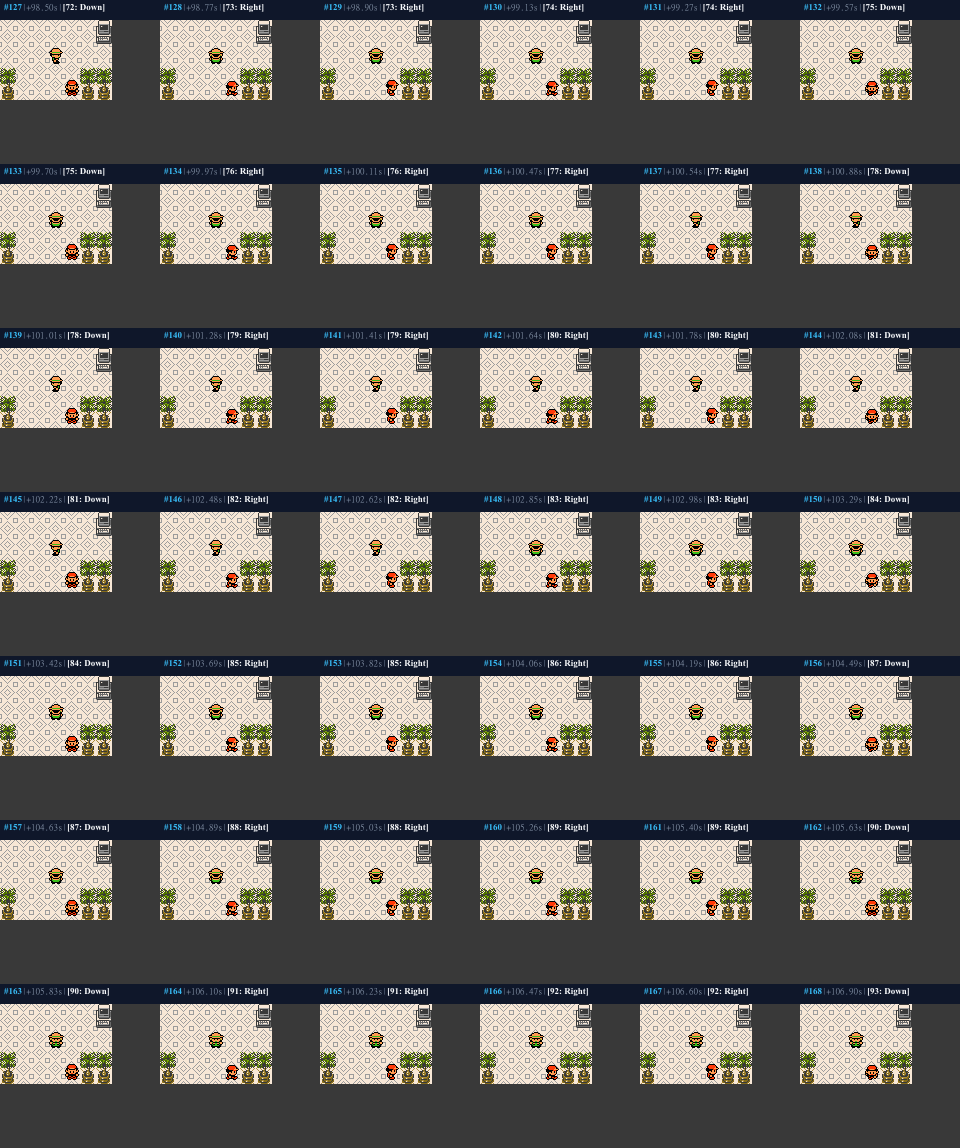 #127|+98.50s|[72: Down] #128|+98.77s|[73: Right] #129|+98.90s|[73: Right] #130|+99.13s|[74: Right] #131|+99.27s|[74: Right] #132|+99.57s|[75: Down]
#133|+99.70s|[75: Down] #134|+99.97s|[76: Right] #135|+100.11s|[76: Right] #136|+100.47s|[77: Right] #137|+100.54s|[77: Right] #138|+100.88s|[78: Down]
#139|+101.01s|[78: Down] #140|+101.28s|[79: Right] #141|+101.41s|[79: Right] #142|+101.64s|[80: Right] #143|+101.78s|[80: Right] #144|+102.08s|[81: Down]
#145|+102.22s|[81: Down] #146|+102.48s|[82: Right] #147|+102.62s|[82: Right] #148|+102.85s|[83: Right] #149|+102.98s|[83: Right] #150|+103.29s|[84: Down]
#151|+103.42s|[84: Down] #152|+103.69s|[85: Right] #153|+103.82s|[85: Right] #154|+104.06s|[86: Right] #155|+104.19s|[86: Right] #156|+104.49s|[87: Down]
#157|+104.63s|[87: Down] #158|+104.89s|[88: Right] #159|+105.03s|[88: Right] #160|+105.26s|[89: Right] #161|+105.40s|[89: Right] #162|+105.63s|[90: Down]
#163|+105.83s|[90: Down] #164|+106.10s|[91: Right] #165|+106.23s|[91: Right] #166|+106.47s|[92: Right] #167|+106.60s|[92: Right] #168|+106.90s|[93: Down]